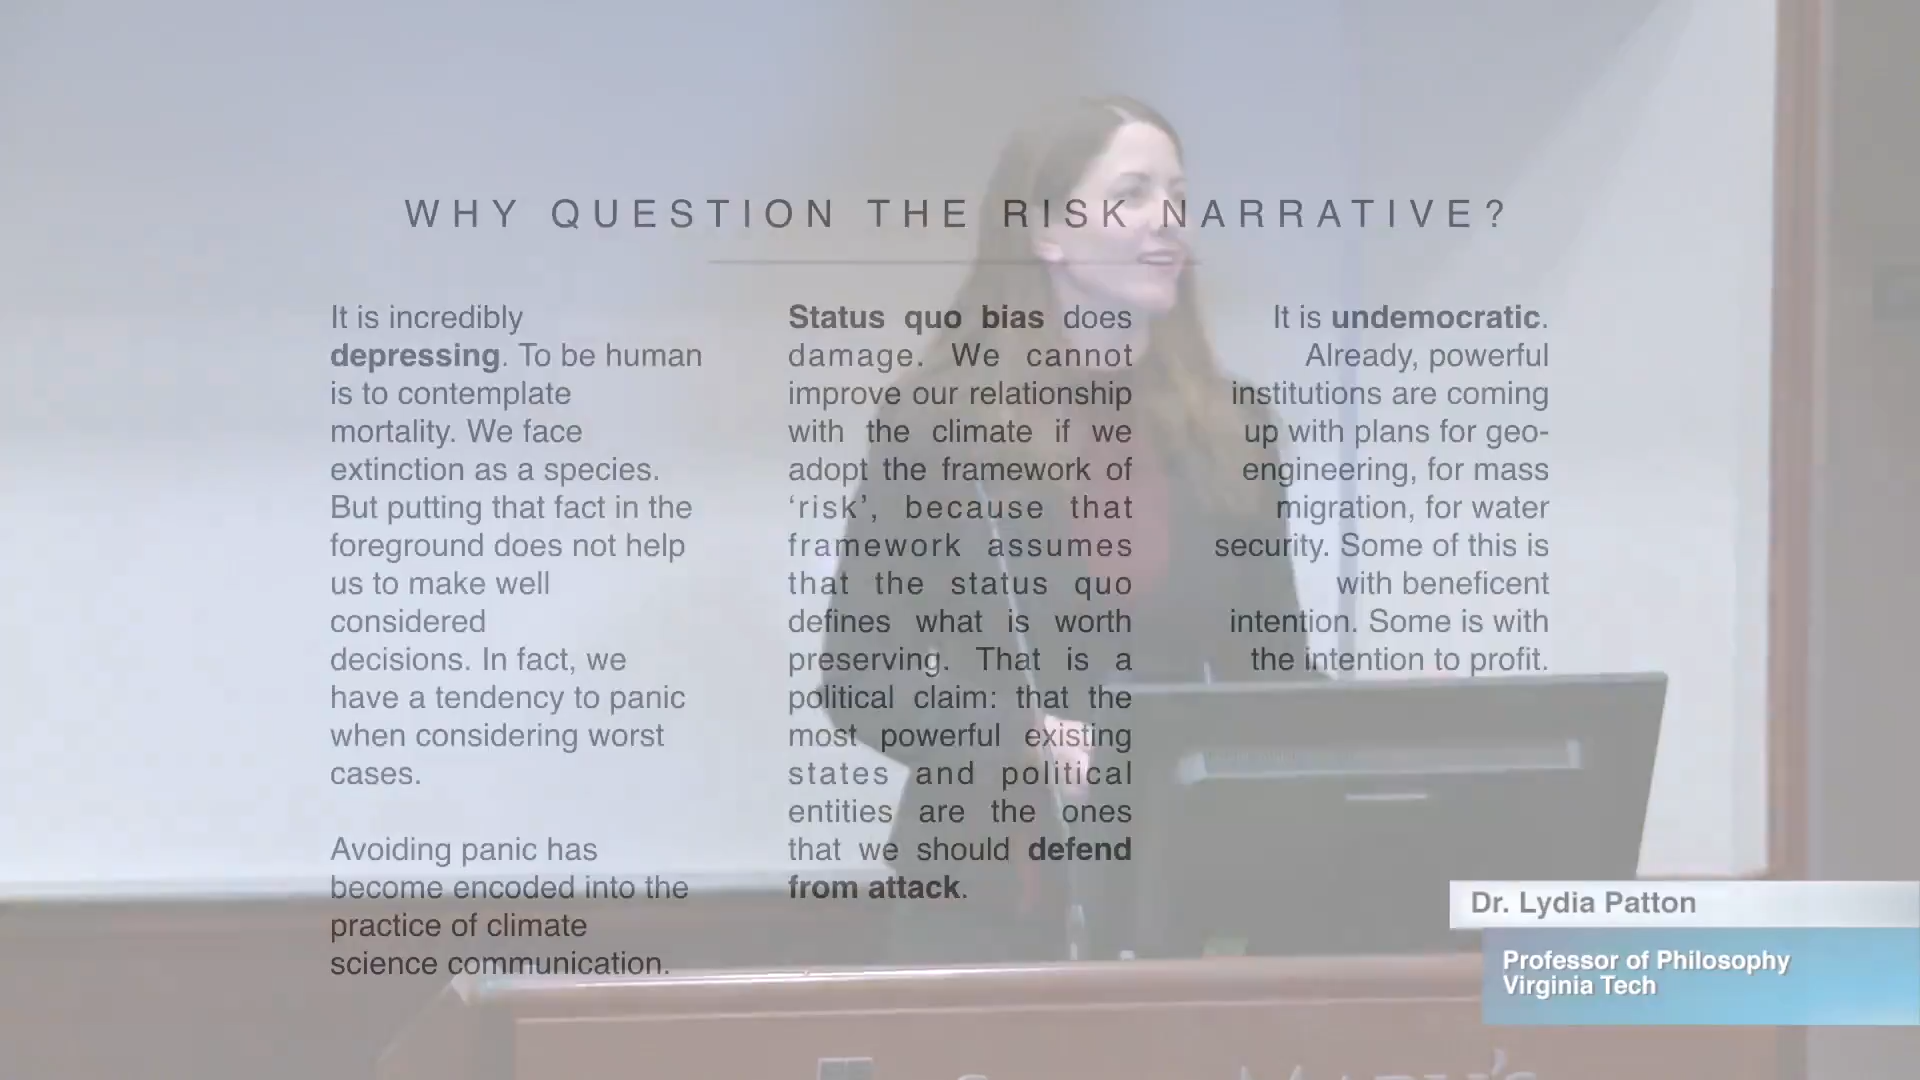 WHY QUESTION THE RISK NARRATIVE?
It is incredibly
depressing. To be human
is to contemplate
mortality. We face
extinction as a species.
But putting that fact in the
foreground does not help
us to make well
considered
decisions. In fact, we
have a tendency to panic
when considering worst
cases.
Avoiding panic has
become encoded into the
practice of climate
science communication.
Status quo bias does
damage. We cannot
improve our relationship
with the climate if we
adopt the framework of
‘risk’, because that
framework assumes
that the status quo
defines what is worth
preserving. That is a
political claim: that the
most powerful existing
states and political
entities are the ones
that we should defend
from attack.
It is undemocratic.
Already, powerful
institutions are coming
up with plans for geo-
engineering, for mass
migration, for water
security. Some of this is
with beneficent
intention. Some is with
the intention to profit.
Dr. Lydia Patton
Professor of Philosophy
Virginia Tech